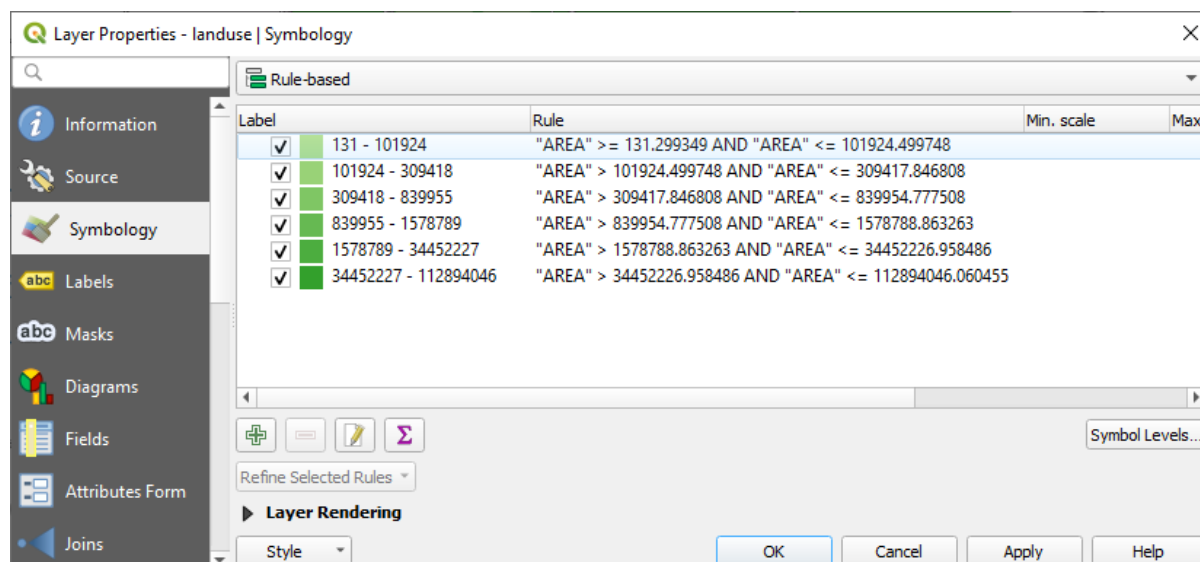 Layer Properties - landuse | Symbology
Rule-based
Information
Source
Symbology
Labels
Masks
Diagrams
Fields
Attributes Form
Joins
Label Rule Min. scale Max
131 - 101924 "AREA" >= 131.299349 AND "AREA" <= 101924.499748
101924 - 309418 "AREA" > 101924.499748 AND "AREA" <= 309417.846808
309418 - 839955 "AREA" > 309417.846808 AND "AREA" <= 839954.777508
839955 - 1578789 "AREA" > 839954.777508 AND "AREA" <= 1578788.863263
1578789 - 34452227 "AREA" > 1578788.863263 AND "AREA" <= 34452226.958486
34452227 - 112894046 "AREA" > 34452226.958486 AND "AREA" <= 112894046.060455
Symbol Levels...
Refine Selected Rules
Layer Rendering
Style OK Cancel Apply Help
abc
abc
Σ